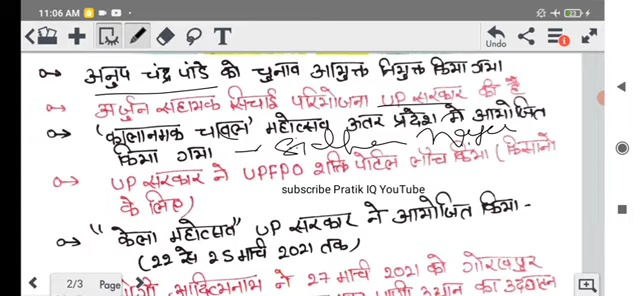 11:06 AM
22
Undo
अनुप चंद्र पांडे को चुनाव आयुक्त नियुक्त किया गया
अर्जुन सहायक सिचाई परियोजना UP सरकार की है
"कालानमक चावल" महोत्सव उत्तर प्रदेश मे आयोजित
किया गया -
UP सरकार ने UPFPO शक्ति पोर्टल लॉच किया (किसानो
के लिए)
subscribe Pratik IQ YouTube
"केला महोत्सव" UP सरकार ने आयोजित किया -
(22 से 25 मार्च 2021 तक)
2/3 Page
ने 27 मार्च 2021 को गोरखपुर